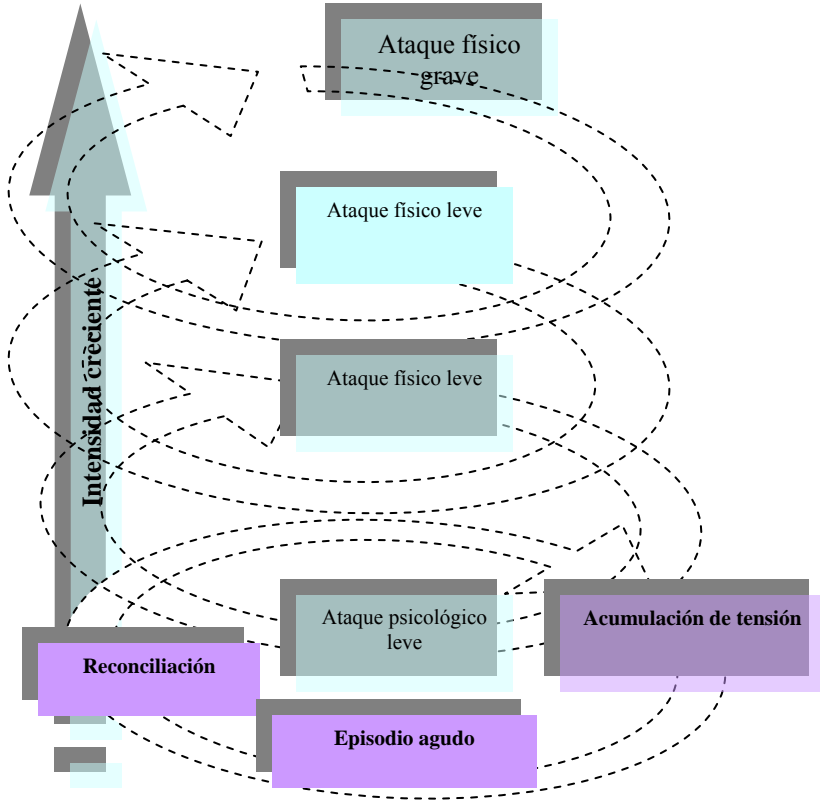 Ataque físico
grave
Ataque físico leve
Intensidad creciente
Ataque físico leve
Ataque psicológico
leve
Acumulación de tensión
Reconciliación
Episodio agudo